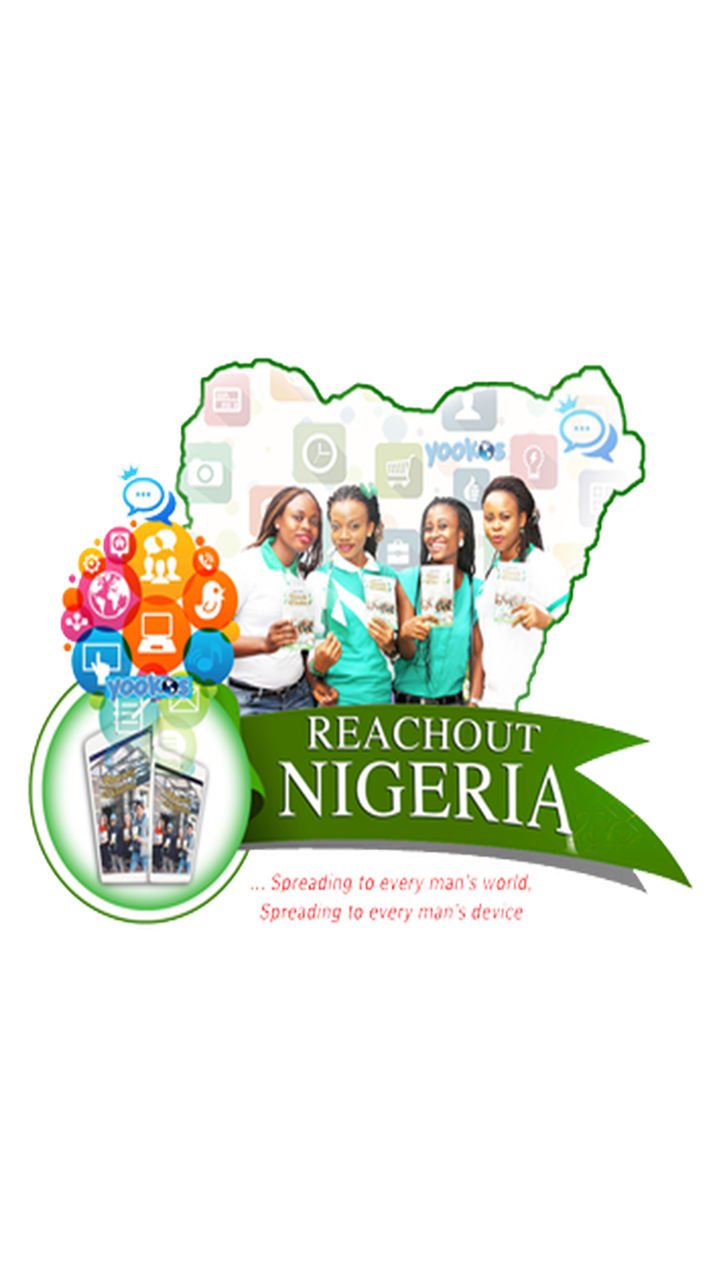 yookos
yookos
REACHOUT
NIGERIA
... Spreading to every man's world,
Spreading to every man's device